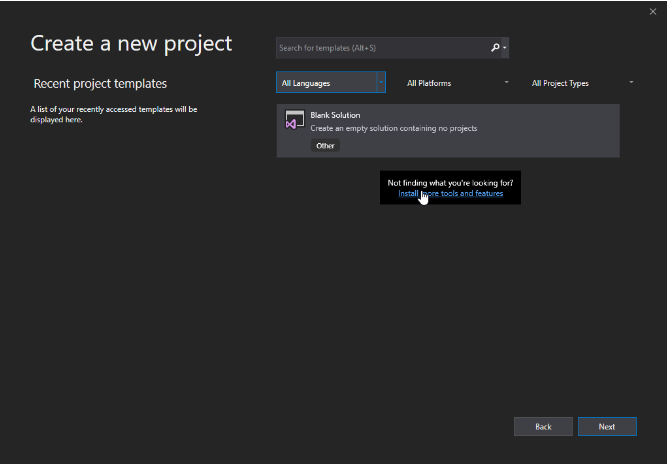 Create a new project
Search for templates (Alt+S)
Recent project templates
All Languages
All Platforms
All Project Types
A list of your recently accessed templates will be
displayed here.
Blank Solution
Create an empty solution containing no projects
Other
Not finding what you're looking for?
Install more tools and features
Back
Next